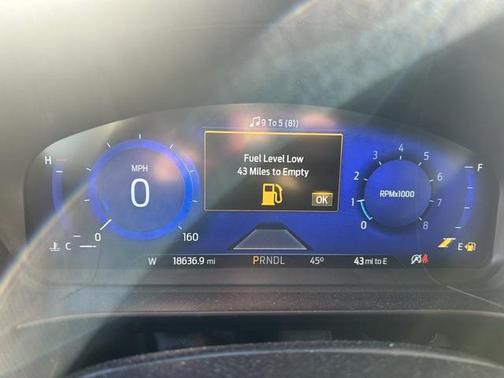 ♫ 9 To 5 (81)
Fuel Level Low
43 Miles to Empty
OK
H
C
MPH
0
0
160
0 1 2 3 4 5 6 7 8
RPMx1000
F
E
W
18636.9 mi
PRNDL
45°
43 mi to E